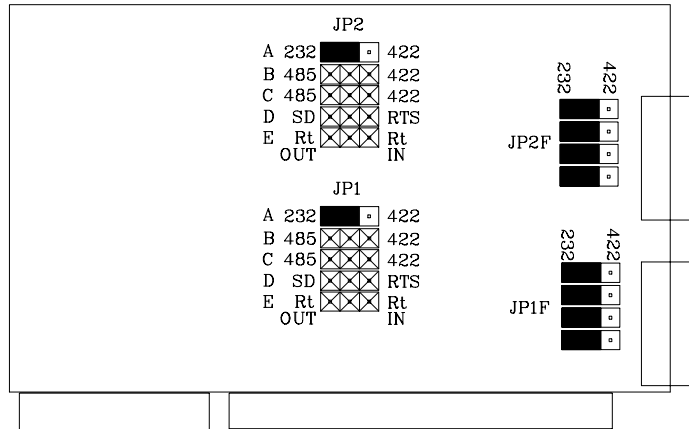 JP2
A 232 422
B 485 422
C 485 422
D SD RTS
E Rt Rt
OUT IN
232 422
JP2F
JP1
A 232 422
B 485 422
C 485 422
D SD RTS
E Rt Rt
OUT IN
232 422
JP1F